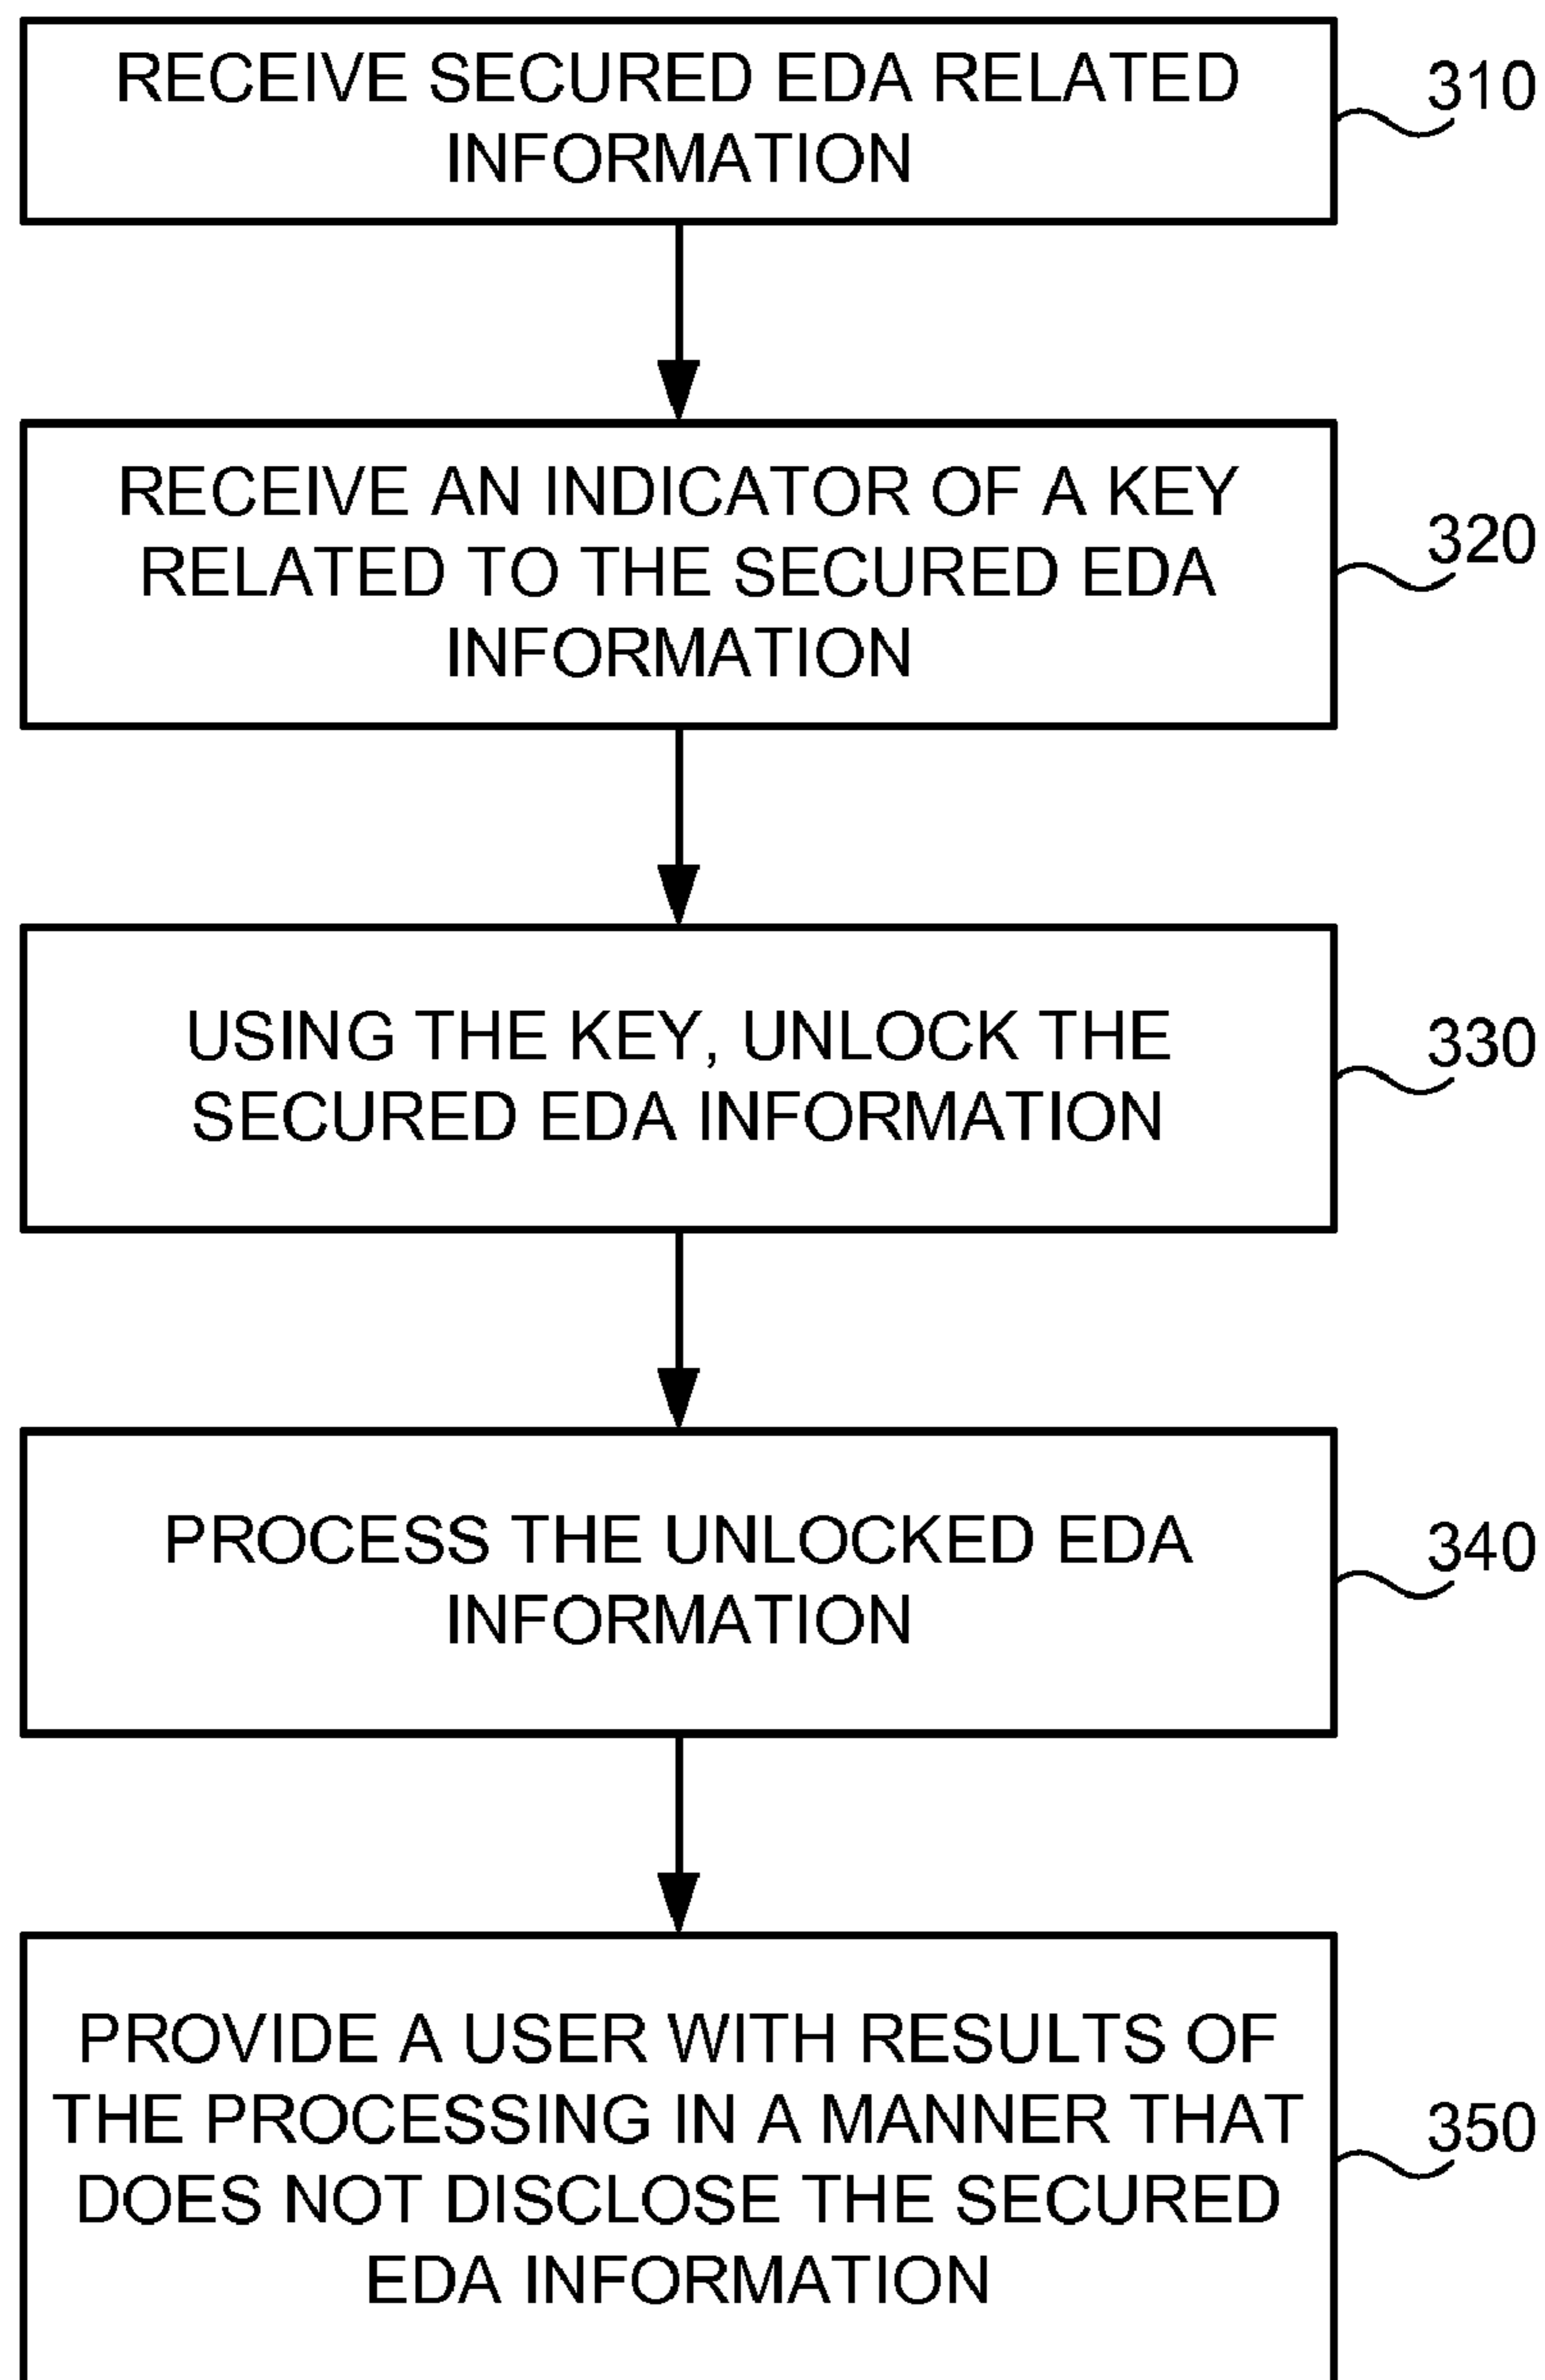 RECEIVE SECURED EDA RELATED
INFORMATION
310
RECEIVE AN INDICATOR OF A KEY
RELATED TO THE SECURED EDA
INFORMATION
320
USING THE KEY, UNLOCK THE
SECURED EDA INFORMATION
330
PROCESS THE UNLOCKED EDA
INFORMATION
340
PROVIDE A USER WITH RESULTS OF
THE PROCESSING IN A MANNER THAT
DOES NOT DISCLOSE THE SECURED
EDA INFORMATION
350